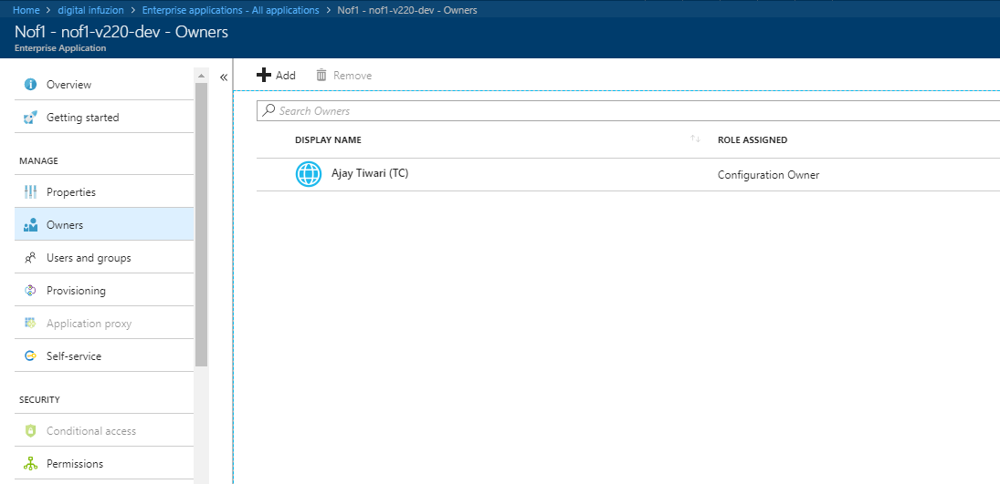 Home > digital infuzion > Enterprise applications - All applications > Nof1 - nof1-v220-dev - Owners
Nof1 - nof1-v220-dev - Owners
Enterprise Application
Overview
Getting started
MANAGE
Properties
Owners
Users and groups
Provisioning
Application proxy
Self-service
SECURITY
Conditional access
Permissions
«
Add Remove
Search Owners
DISPLAY NAME ROLE ASSIGNED
Ajay Tiwari (TC) Configuration Owner